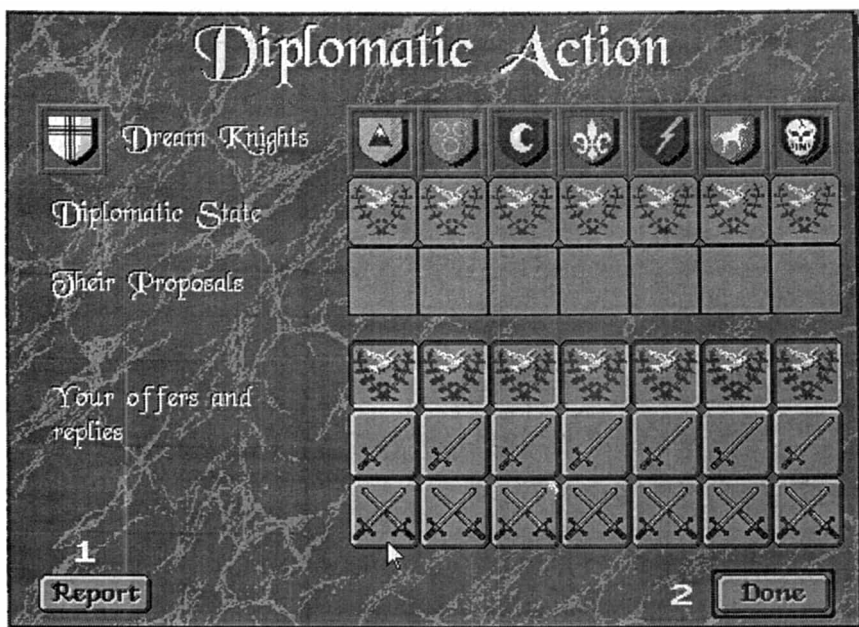 Diplomatic Action
Dream Knights
Diplomatic State
Their Proposals
Your offers and
replies
1
Report
2
Done